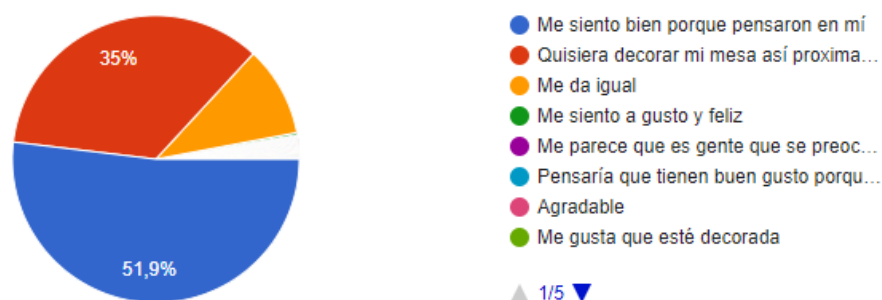 35%
51,9%
Me siento bien porque pensaron en mí
Quisiera decorar mi mesa así proxima...
Me da igual
Me siento a gusto y feliz
Me parece que es gente que se preoc...
Pensaría que tienen buen gusto porqu...
Agradable
Me gusta que esté decorada
1/5